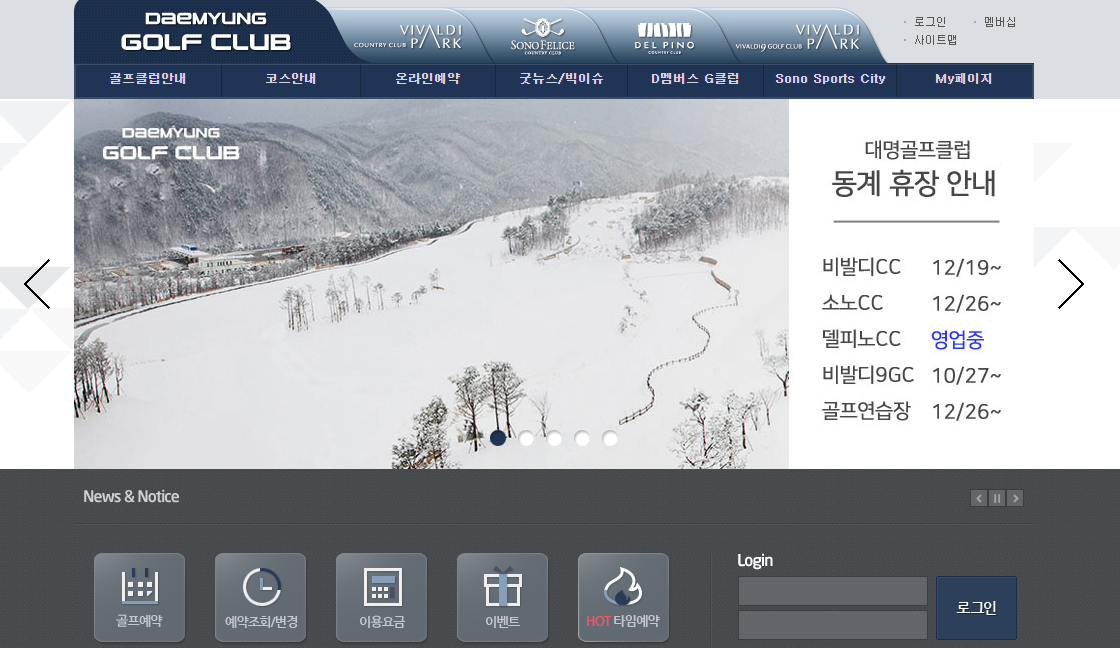 DAEMYUNG
GOLF CLUB
COUNTRY CLUB VIVALDI PARK
SONO FELICE
COUNTRY CLUB
DEL PINO
COUNTRY CLUB
VIVALDI9 GOLF CLUB VIVALDI PARK
로그인
멤버십
사이트맵
골프클럽안내
코스안내
온라인예약
굿뉴스/빅이슈
D멤버스 G클럽
Sono Sports City
My페이지
DAEMYUNG
GOLF CLUB
대명골프클럽
동계 휴장 안내
비발디CC 12/19~
소노CC 12/26~
델피노CC 영업중
비발디9GC 10/27~
골프연습장 12/26~
News & Notice
골프예약
예약조회/변경
이용요금
이벤트
HOT 타임예약
Login
로그인